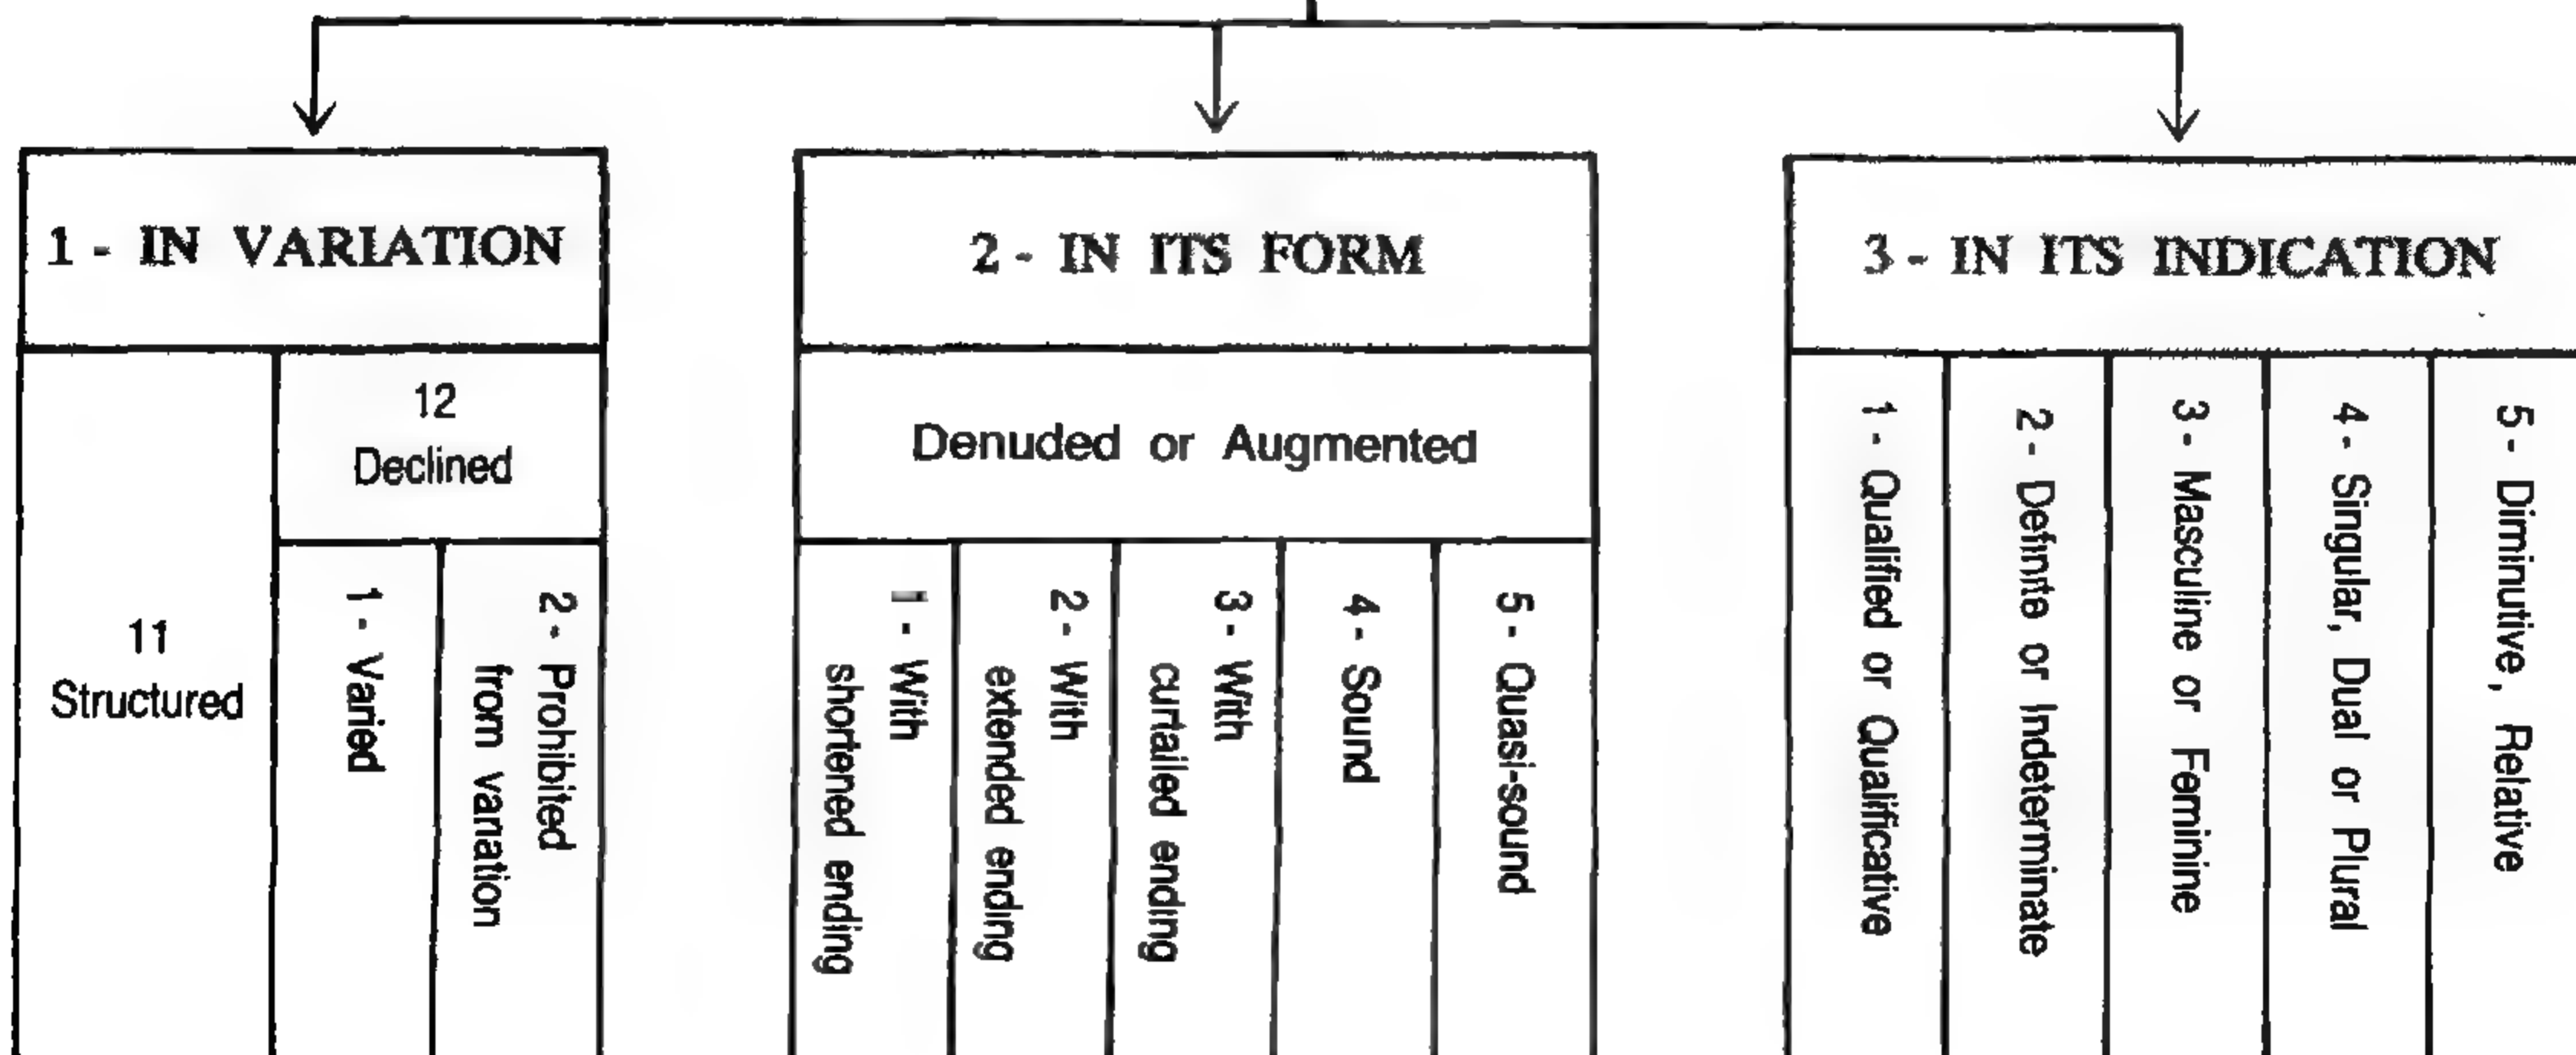 1 - IN VARIATION
11
Structured
12
Declined
1 - Varied
2 - Prohibited
from variation
2 - IN ITS FORM
Denuded or Augmented
1 - With
shortened ending
2 - With
extended ending
3 - With
curtailed ending
4 - Sound
5 - Quasi-sound
3 - IN ITS INDICATION
1 - Qualified or Qualificative
2 - Definite or Indeterminate
3 - Masculine or Feminine
4 - Singular, Dual or Plural
5 - Diminutive, Relative